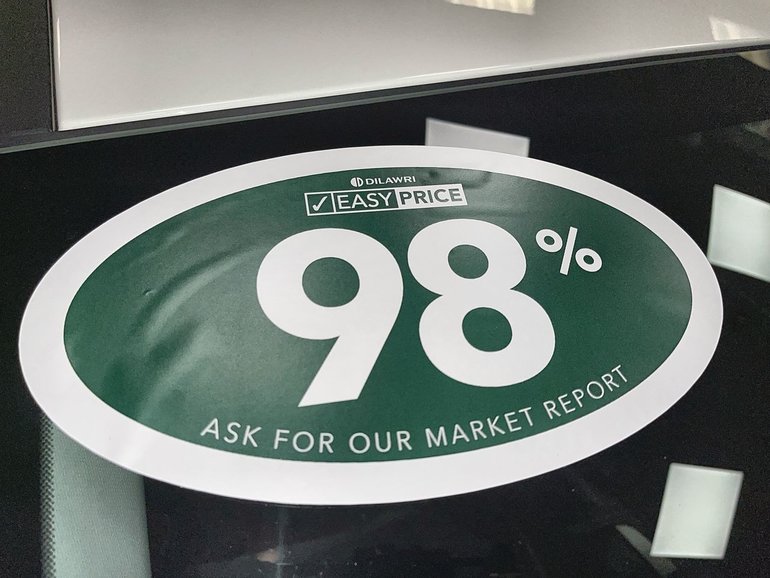 DILAWRI
✓ EASY PRICE
98%
ASK FOR OUR MARKET REPORT